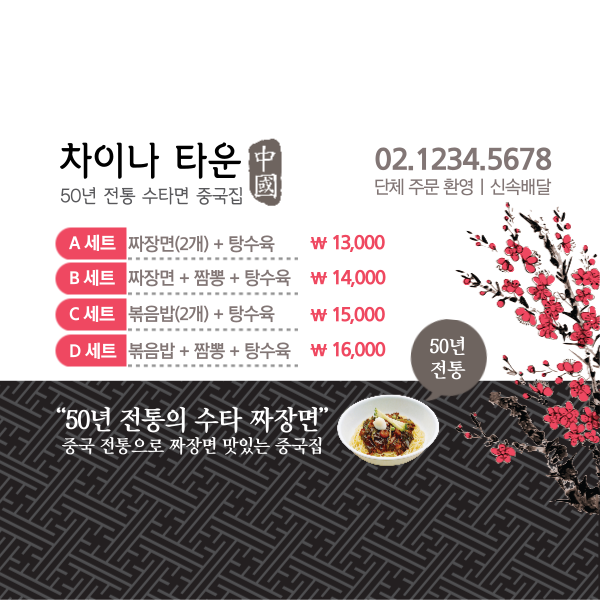 차이나 타운 中國
50년 전통 수타면 중국집
02.1234.5678
단체 주문 환영 | 신속배달
A 세트 짜장면(2개) + 탕수육 ₩ 13,000
B 세트 짜장면 + 짬뽕 + 탕수육 ₩ 14,000
C 세트 볶음밥(2개) + 탕수육 ₩ 15,000
D 세트 볶음밥 + 짬뽕 + 탕수육 ₩ 16,000
50년
전통
“50년 전통의 수타 짜장면”
중국 전통으로 짜장면 맛있는 중국집